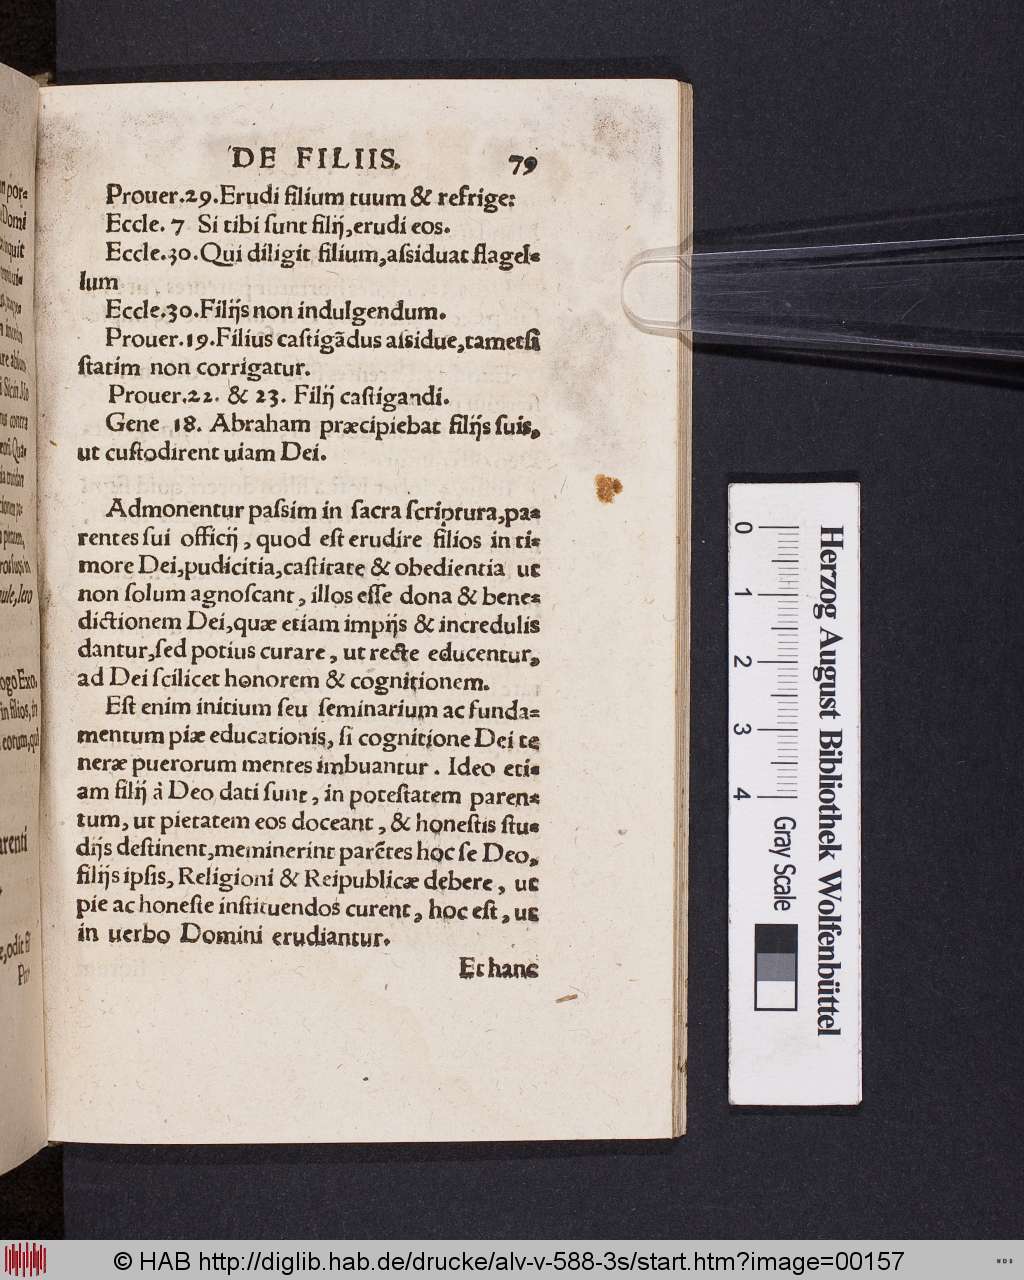 DE FILIIS. 79
Prouer.29.Erudi filium tuum & refrige:
Eccle. 7 Si tibi ſunt filij,erudi eos.
Eccle.30.Qui diligit filium,aſsiduat flagel-
lum
Eccle.30.Filijs non indulgendum.
Prouer.19.Filius caſtigãdus aſsidue,tametſi
ſtatim non corrigatur.
Prouer.22. & 23. Filij caſtigandi.
Gene 18. Abraham præcipiebat filijs ſuis,
ut cuſtodirent uiam Dei.
Admonentur paſsim in ſacra ſcriptura,pa-
rentes ſui officij, quod eſt erudire filios in ti-
more Dei,pudicitia,caſtitate & obedientia ut
non ſolum agnoſcant, illos eſſe dona & bene-
dictionem Dei,quæ etiam impijs & incredulis
dantur,ſed potius curare, ut recte educentur,
ad Dei ſcilicet honorem & cognitionem.
Eſt enim initium ſeu ſeminarium ac funda-
mentum piæ educationis, ſi cognitione Dei te
neræ puerorum mentes imbuantur. Ideo eti-
am filij à Deo dati ſunt, in poteſtatem paren-
tum, ut pietatem eos doceant, & honeſtis ſtu-
dijs deſtinent,meminerint parẽtes hoc ſe Deo,
filijs ipſis, Religioni & Reipublicæ debere, ut
pie ac honeſte inſtituendos curent, hoc eſt, ut
in uerbo Domini erudiantur.
Et hanc
0 1 2 3 4
Gray Scale
Herzog August Bibliothek Wolfenbüttel
© HAB http://diglib.hab.de/drucke/alv-v-588-3s/start.htm?image=00157